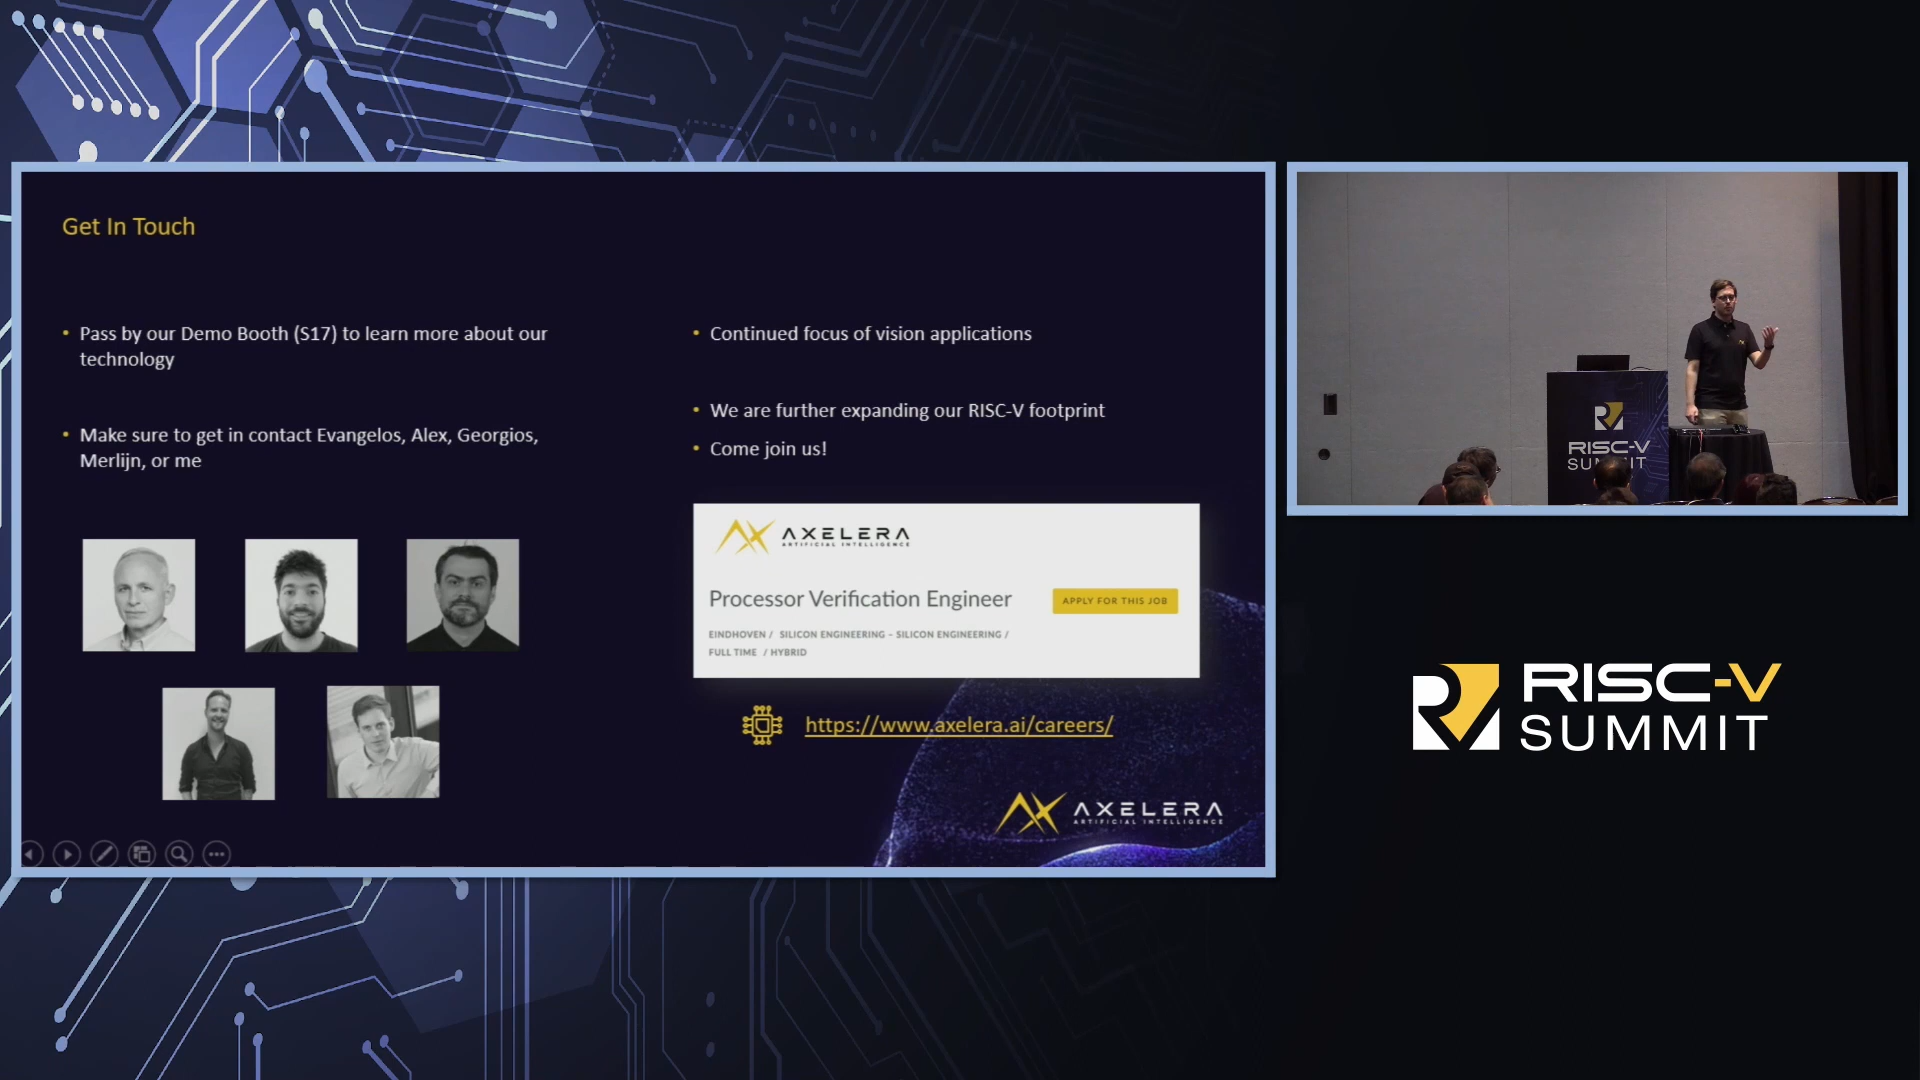 Get In Touch
• Pass by our Demo Booth (S17) to learn more about our
technology
• Make sure to get in contact Evangelos, Alex, Georgios,
Merlijn, or me
• Continued focus of vision applications
• We are further expanding our RISC-V footprint
• Come join us!
AXELERA
ARTIFICIAL INTELLIGENCE
Processor Verification Engineer
APPLY FOR THIS JOB
EINDHOVEN / SILICON ENGINEERING – SILICON ENGINEERING /
FULL TIME / HYBRID
https://www.axelera.ai/careers/
AXELERA
ARTIFICIAL INTELLIGENCE
RISC-V
SUMMIT
RISC-V
SUMMIT